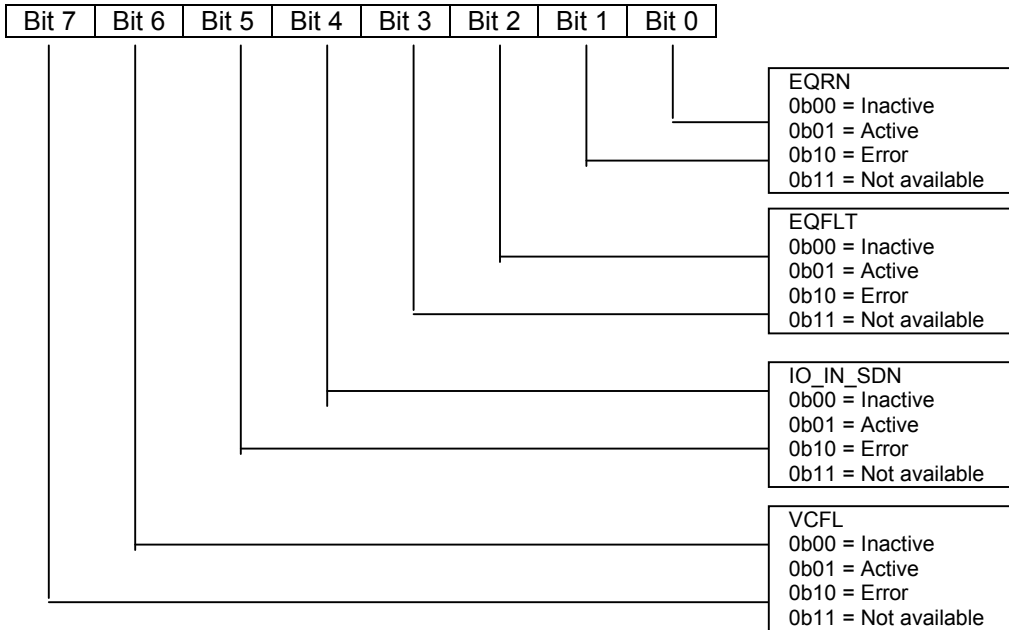 Bit 7 Bit 6 Bit 5 Bit 4 Bit 3 Bit 2 Bit 1 Bit 0
EQRN
0b00 = Inactive
0b01 = Active
0b10 = Error
0b11 = Not available
EQFLT
0b00 = Inactive
0b01 = Active
0b10 = Error
0b11 = Not available
IO_IN_SDN
0b00 = Inactive
0b01 = Active
0b10 = Error
0b11 = Not available
VCFL
0b00 = Inactive
0b01 = Active
0b10 = Error
0b11 = Not available